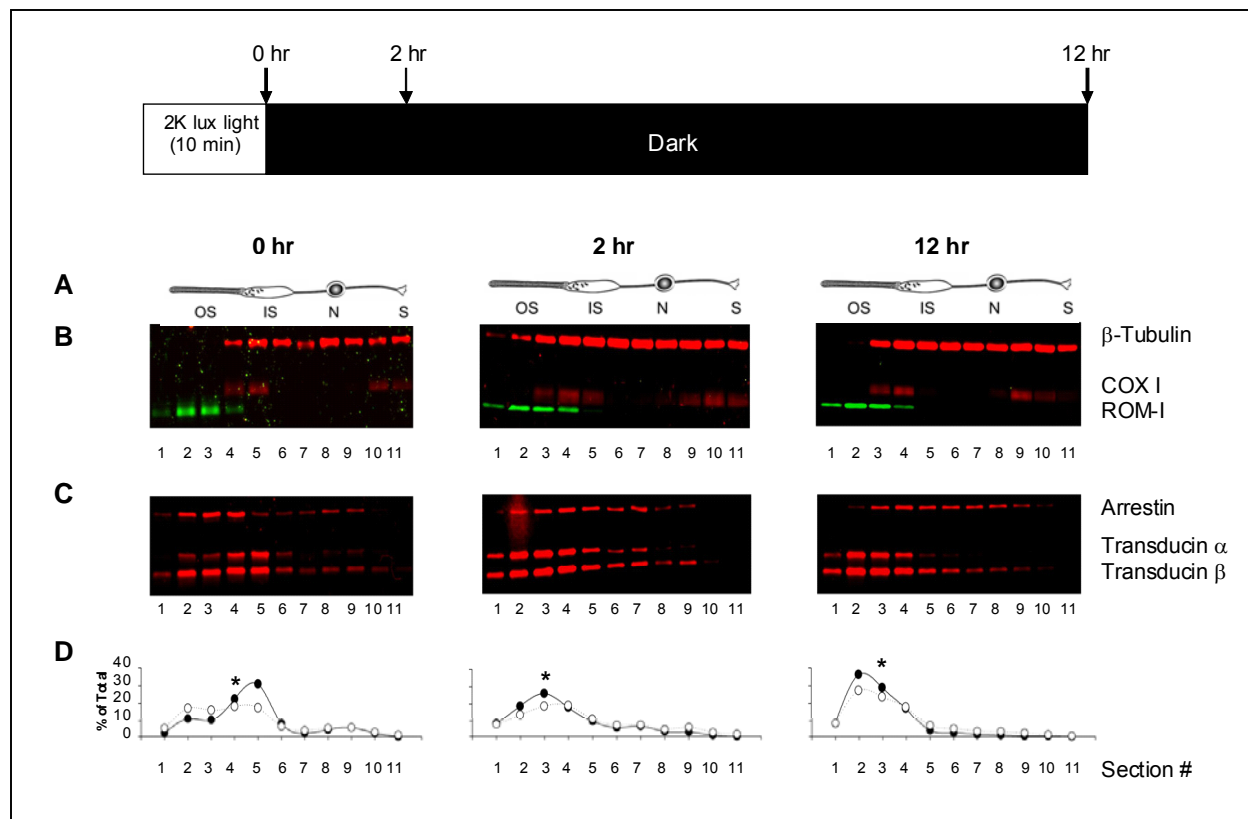 0 hr 2 hr 12 hr
2K lux light
(10 min)
Dark
0 hr 2 hr 12 hr
A
OS IS N S OS IS N S OS IS N S
B
β-Tubulin
COX I
ROM-I
1 2 3 4 5 6 7 8 9 10 11 1 2 3 4 5 6 7 8 9 10 11 1 2 3 4 5 6 7 8 9 10 11
C
Arrestin
Transducin α
Transducin β
1 2 3 4 5 6 7 8 9 10 11 1 2 3 4 5 6 7 8 9 10 11 1 2 3 4 5 6 7 8 9 10 11
D
% of Total
40
30
20
10
0
* * *
1 2 3 4 5 6 7 8 9 10 11 1 2 3 4 5 6 7 8 9 10 11 1 2 3 4 5 6 7 8 9 10 11
Section #